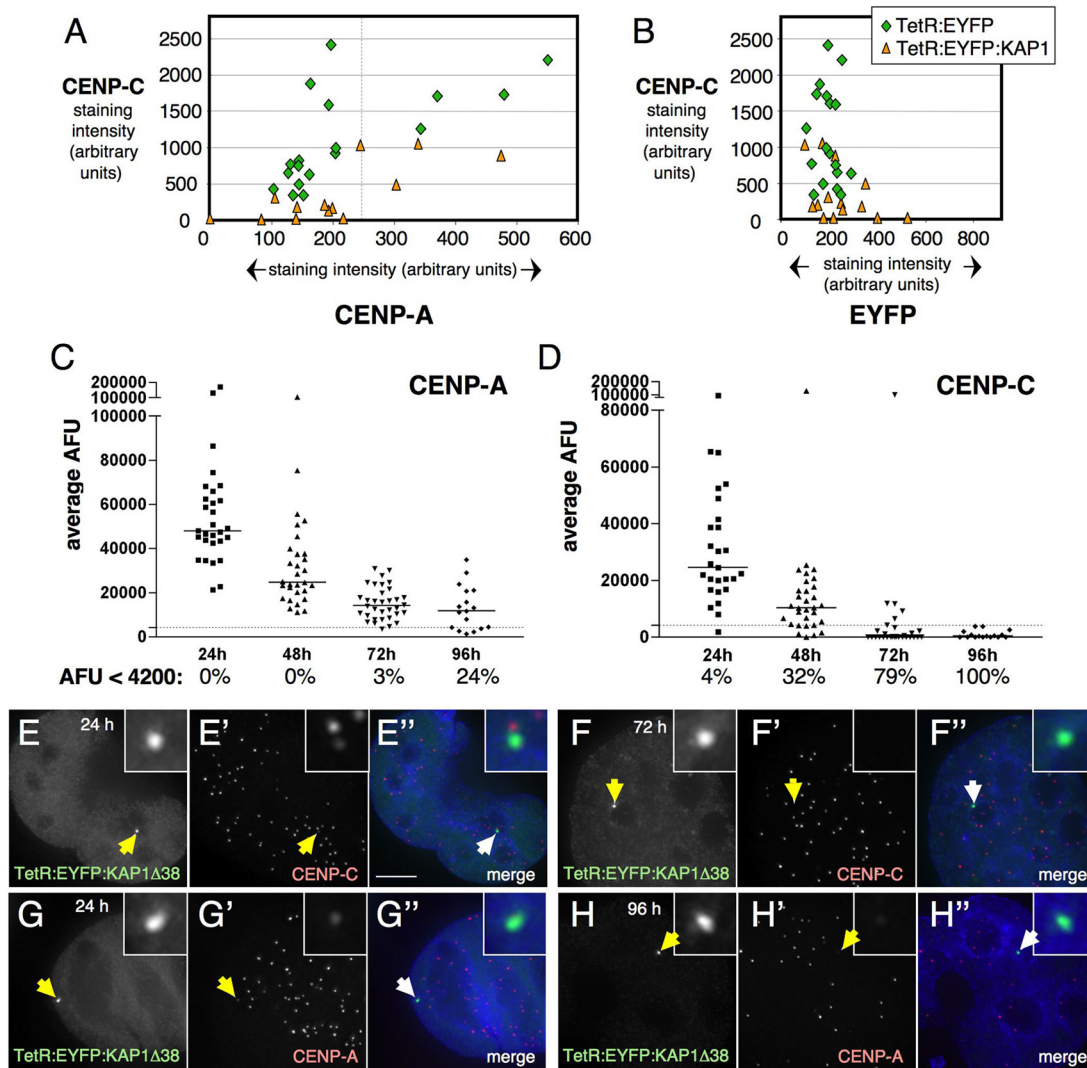 A
CENP-C
staining
intensity
(arbitrary
units)
2500
2000
1500
1000
500
0
0 100 200 300 400 500 600
staining intensity (arbitrary units)
CENP-A
B
TetR:EYFP
TetR:EYFP:KAP1
CENP-C
staining
intensity
(arbitrary
units)
2500
2000
1500
1000
500
0
0 200 400 600 800
staining intensity
(arbitrary units)
EYFP
C
CENP-A
average AFU
200000
100000
100000
80000
60000
40000
20000
0
24h 48h 72h 96h
AFU < 4200: 0% 0% 3% 24%
D
CENP-C
average AFU
200000
100000
80000
60000
40000
20000
0
24h 48h 72h 96h
4% 32% 79% 100%
E 24 h
TetR:EYFP:KAP1Δ38
E'
CENP-C
E''
merge
F 72 h
TetR:EYFP:KAP1Δ38
F'
CENP-C
F''
merge
G 24 h
TetR:EYFP:KAP1Δ38
G'
CENP-A
G''
merge
H 96 h
TetR:EYFP:KAP1Δ38
H'
CENP-A
H''
merge